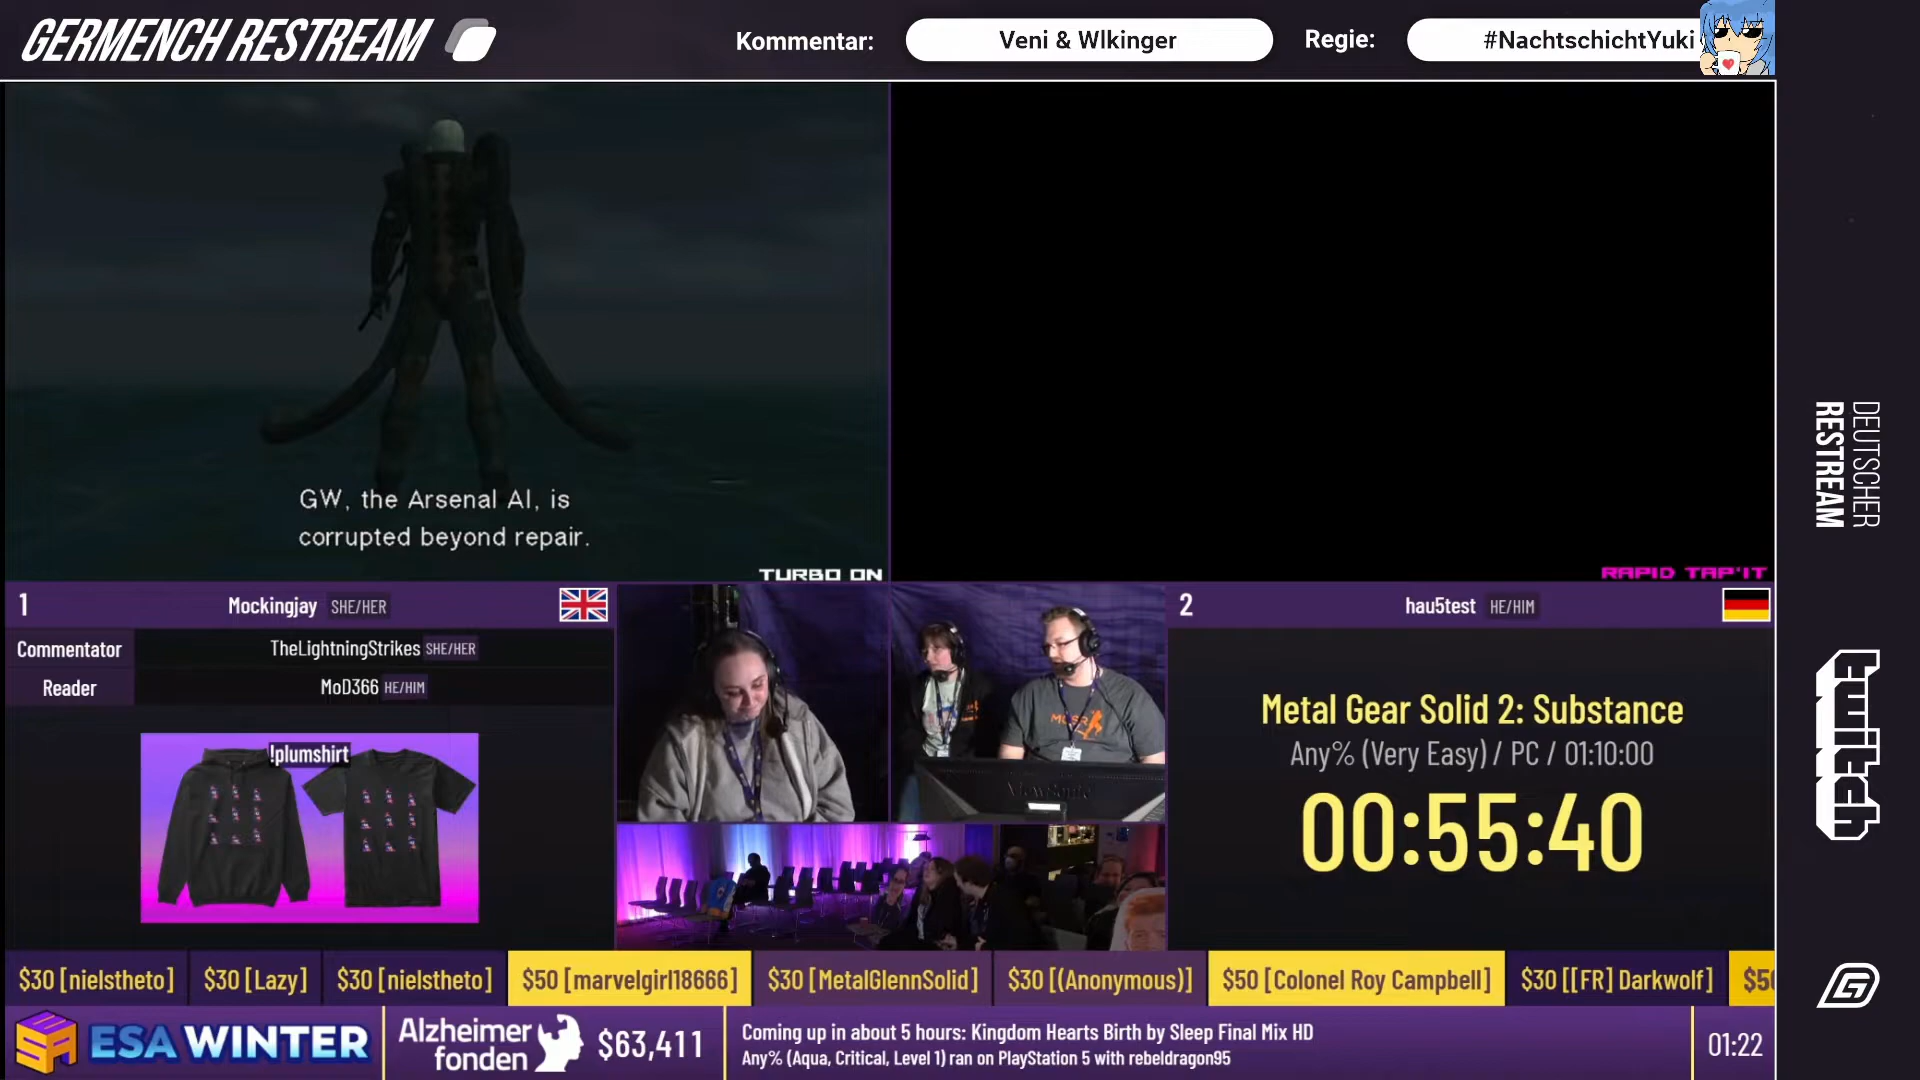 GERMENCH RESTREAM
Kommentar:
Veni & Wlkinger
Regie:
#NachtschichtYuki
GW, the Arsenal AI, is
corrupted beyond repair.
TURBO ON
RAPID TAP'IT
1
Mockingjay SHE/HER
2
hau5test HE/HIM
Commentator
TheLightningStrikes SHE/HER
Reader
MoD366 HE/HIM
!plumshirt
ViewSonic
Metal Gear Solid 2: Substance
Any% (Very Easy) / PC / 01:10:00
00:55:40
DEUTSCHER
RESTREAM
twitch
$30 [nielstheto]
$30 [Lazy]
$30 [nielstheto]
$50 [marvelgirl18666]
$30 [MetalGlennSolid]
$30 [(Anonymous)]
$50 [Colonel Roy Campbell]
$30 [[FR] Darkwolf]
ESA WINTER
Alzheimer
fonden
$63,411
Coming up in about 5 hours: Kingdom Hearts Birth by Sleep Final Mix HD
Any% (Aqua, Critical, Level 1) ran on PlayStation 5 with rebeldragon95
01:22